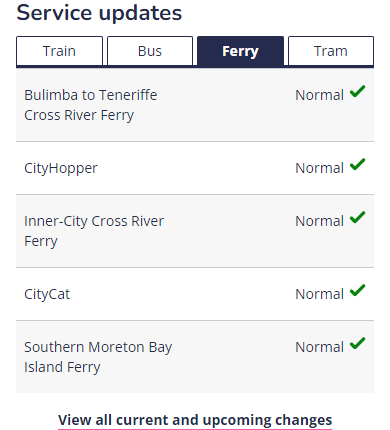 Service updates
Train Bus Ferry Tram
Bulimba to Teneriffe Normal
Cross River Ferry
CityHopper Normal
Inner-City Cross River Normal
Ferry
CityCat Normal
Southern Moreton Bay Normal
Island Ferry
View all current and upcoming changes